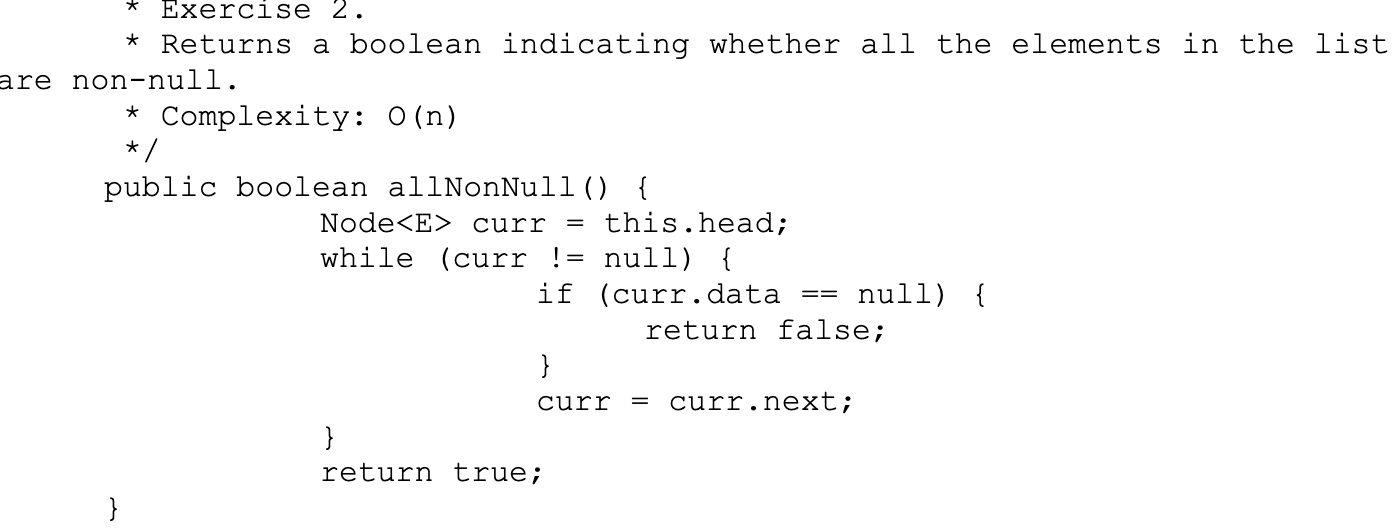 * Exercise 2.
* Returns a boolean indicating whether all the elements in the list
are non-null.
* Complexity: O(n)
*/
public boolean allNonNull() {
Node<E> curr = this.head;
while (curr != null) {
if (curr.data == null) {
return false;
}
curr = curr.next;
}
return true;
}